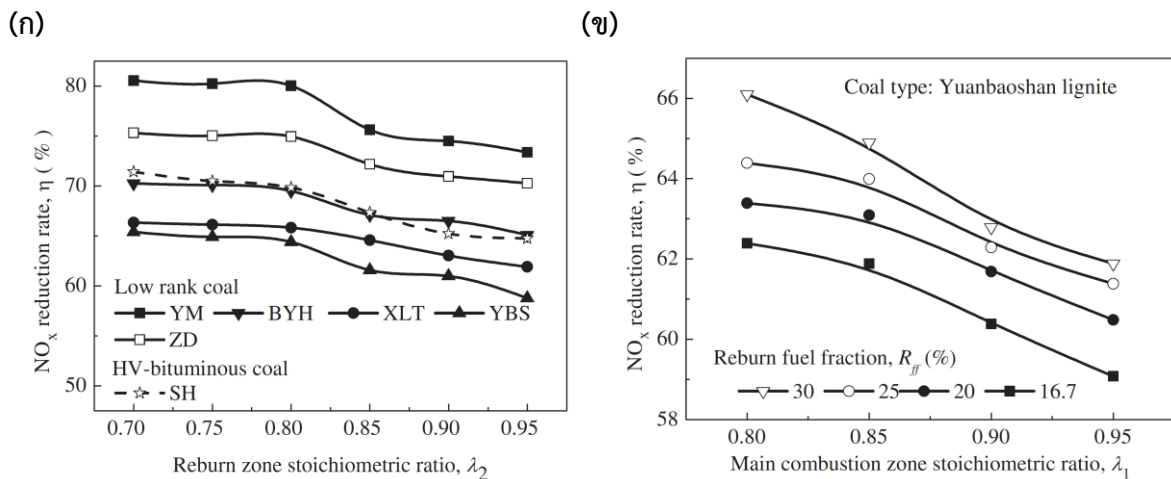 (ก)
80
70
60
50
NOx reduction rate, η ( % )
Low rank coal
YM BYH XLT YBS
ZD
HV-bituminous coal
SH
0.70 0.75 0.80 0.85 0.90 0.95
Reburn zone stoichiometric ratio, λ2
(ข)
66
64
62
60
58
NOx reduction rate, η (%)
Coal type: Yuanbaoshan lignite
Reburn fuel fraction, Rff (%)
30 25 20 16.7
0.80 0.85 0.90 0.95
Main combustion zone stoichiometric ratio, λ1